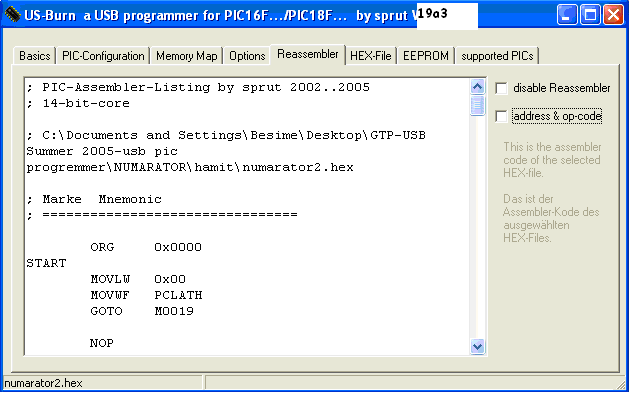 US-Burn a USB programmer for PIC16F.../PIC18F... by sprut
19a3
Basics
PIC-Configuration
Memory Map
Options
Reassembler
HEX-File
EEPROM
supported PICs
; PIC-Assembler-Listing by sprut 2002..2005
; 14-bit-core
; C:\Documents and Settings\Besime\Desktop\GTP-USB
Summer 2005-usb pic
progremmer\NUMARATOR\hamit\numarator2.hex
; Marke Mnemonic
; ================================
ORG 0x0000
START
MOVLW 0x00
MOVWF PCLATH
GOTO M0019
NOP
disable Reassembler
address & op-code
This is the assembler
code of the selected
HEX-file.
Das ist der
Assembler-Kode des
ausgewählten
HEX-Files.
numarator2.hex